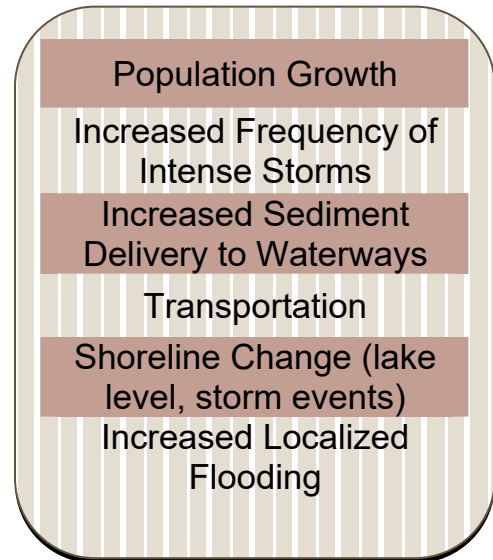 Population Growth
Increased Frequency of
Intense Storms
Increased Sediment
Delivery to Waterways
Transportation
Shoreline Change (lake
level, storm events)
Increased Localized
Flooding